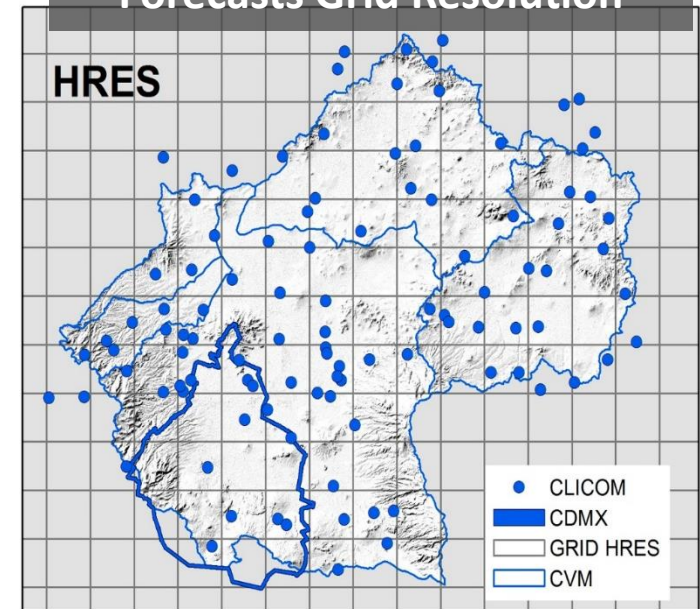 Forecasts Grid Resolution
HRES
CLICOM
CDMX
GRID HRES
CVM